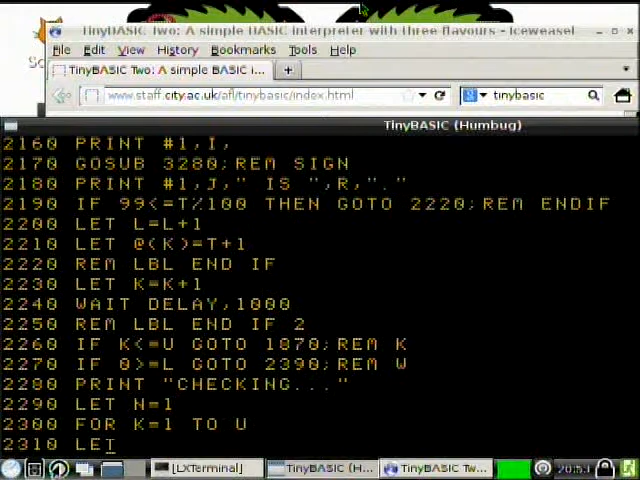 TinyBASIC Two: A simple BASIC interpreter with three flavours - Iceweasel
File Edit View History Bookmarks Tools Help
TinyBASIC Two: A simple BASIC i...
www.staff.city.ac.uk/afl/tinybasic/index.html tinybasic
TinyBASIC (Humbug)
2160 PRINT #1,I,
2170 GOSUB 3280;REM SIGN
2180 PRINT #1,J," IS ",R,"."
2190 IF 99<=T%100 THEN GOTO 2220;REM ENDIF
2200 LET L=L+1
2210 LET @(K)=T+1
2220 REM LBL END IF
2230 LET K=K+1
2240 WAIT DELAY,1000
2250 REM LBL END IF 2
2260 IF K<=U GOTO 1870;REM K
2270 IF 0>=L GOTO 2390;REM W
2280 PRINT "CHECKING..."
2290 LET N=1
2300 FOR K=1 TO U
2310 LET
[LXTerminal] TinyBASIC (H... TinyBASIC Tw... 20:53